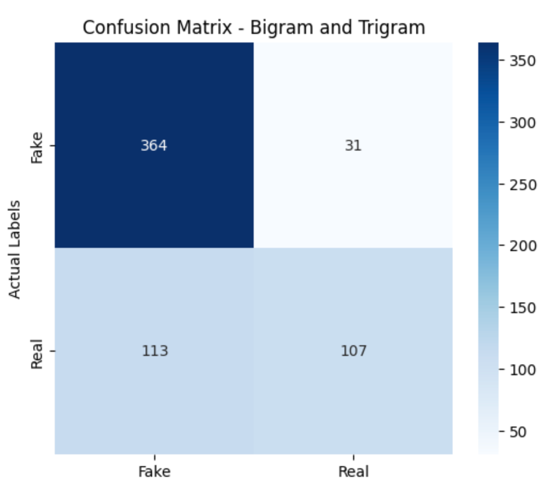 Confusion Matrix - Bigram and Trigram
Actual Labels
Fake
364
31
Real
113
107
Fake
Real
350
300
250
200
150
100
50